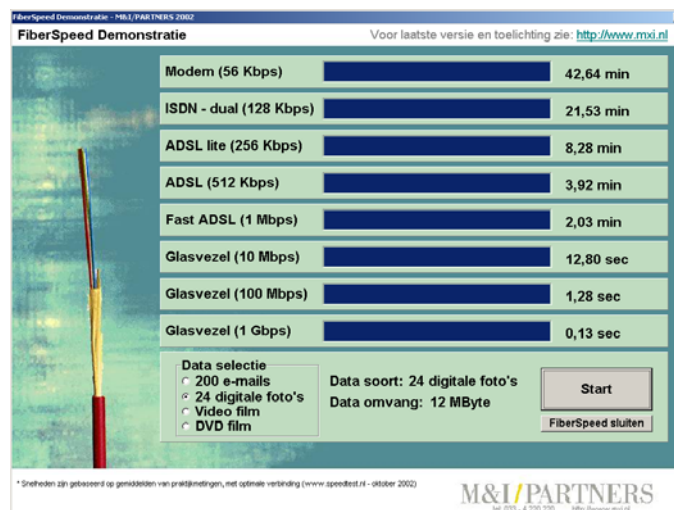 FiberSpeed Demonstratie - M&I/PARTNERS 2002
FiberSpeed Demonstratie
Voor laatste versie en toelichting zie: http://www.mxi.nl
Modem (56 Kbps) 42,64 min
ISDN - dual (128 Kbps) 21,53 min
ADSL lite (256 Kbps) 8,28 min
ADSL (512 Kbps) 3,92 min
Fast ADSL (1 Mbps) 2,03 min
Glasvezel (10 Mbps) 12,80 sec
Glasvezel (100 Mbps) 1,28 sec
Glasvezel (1 Gbps) 0,13 sec
Data selectie
200 e-mails
24 digitale foto's
Video film
DVD film
Data soort: 24 digitale foto's
Data omvang: 12 MByte
Start
FiberSpeed sluiten
* Snelheden zijn gebaseerd op gemiddelden van praktijkmetingen, met optimale verbinding (www.speedtest.nl - oktober 2002)
M&I/PARTNERS